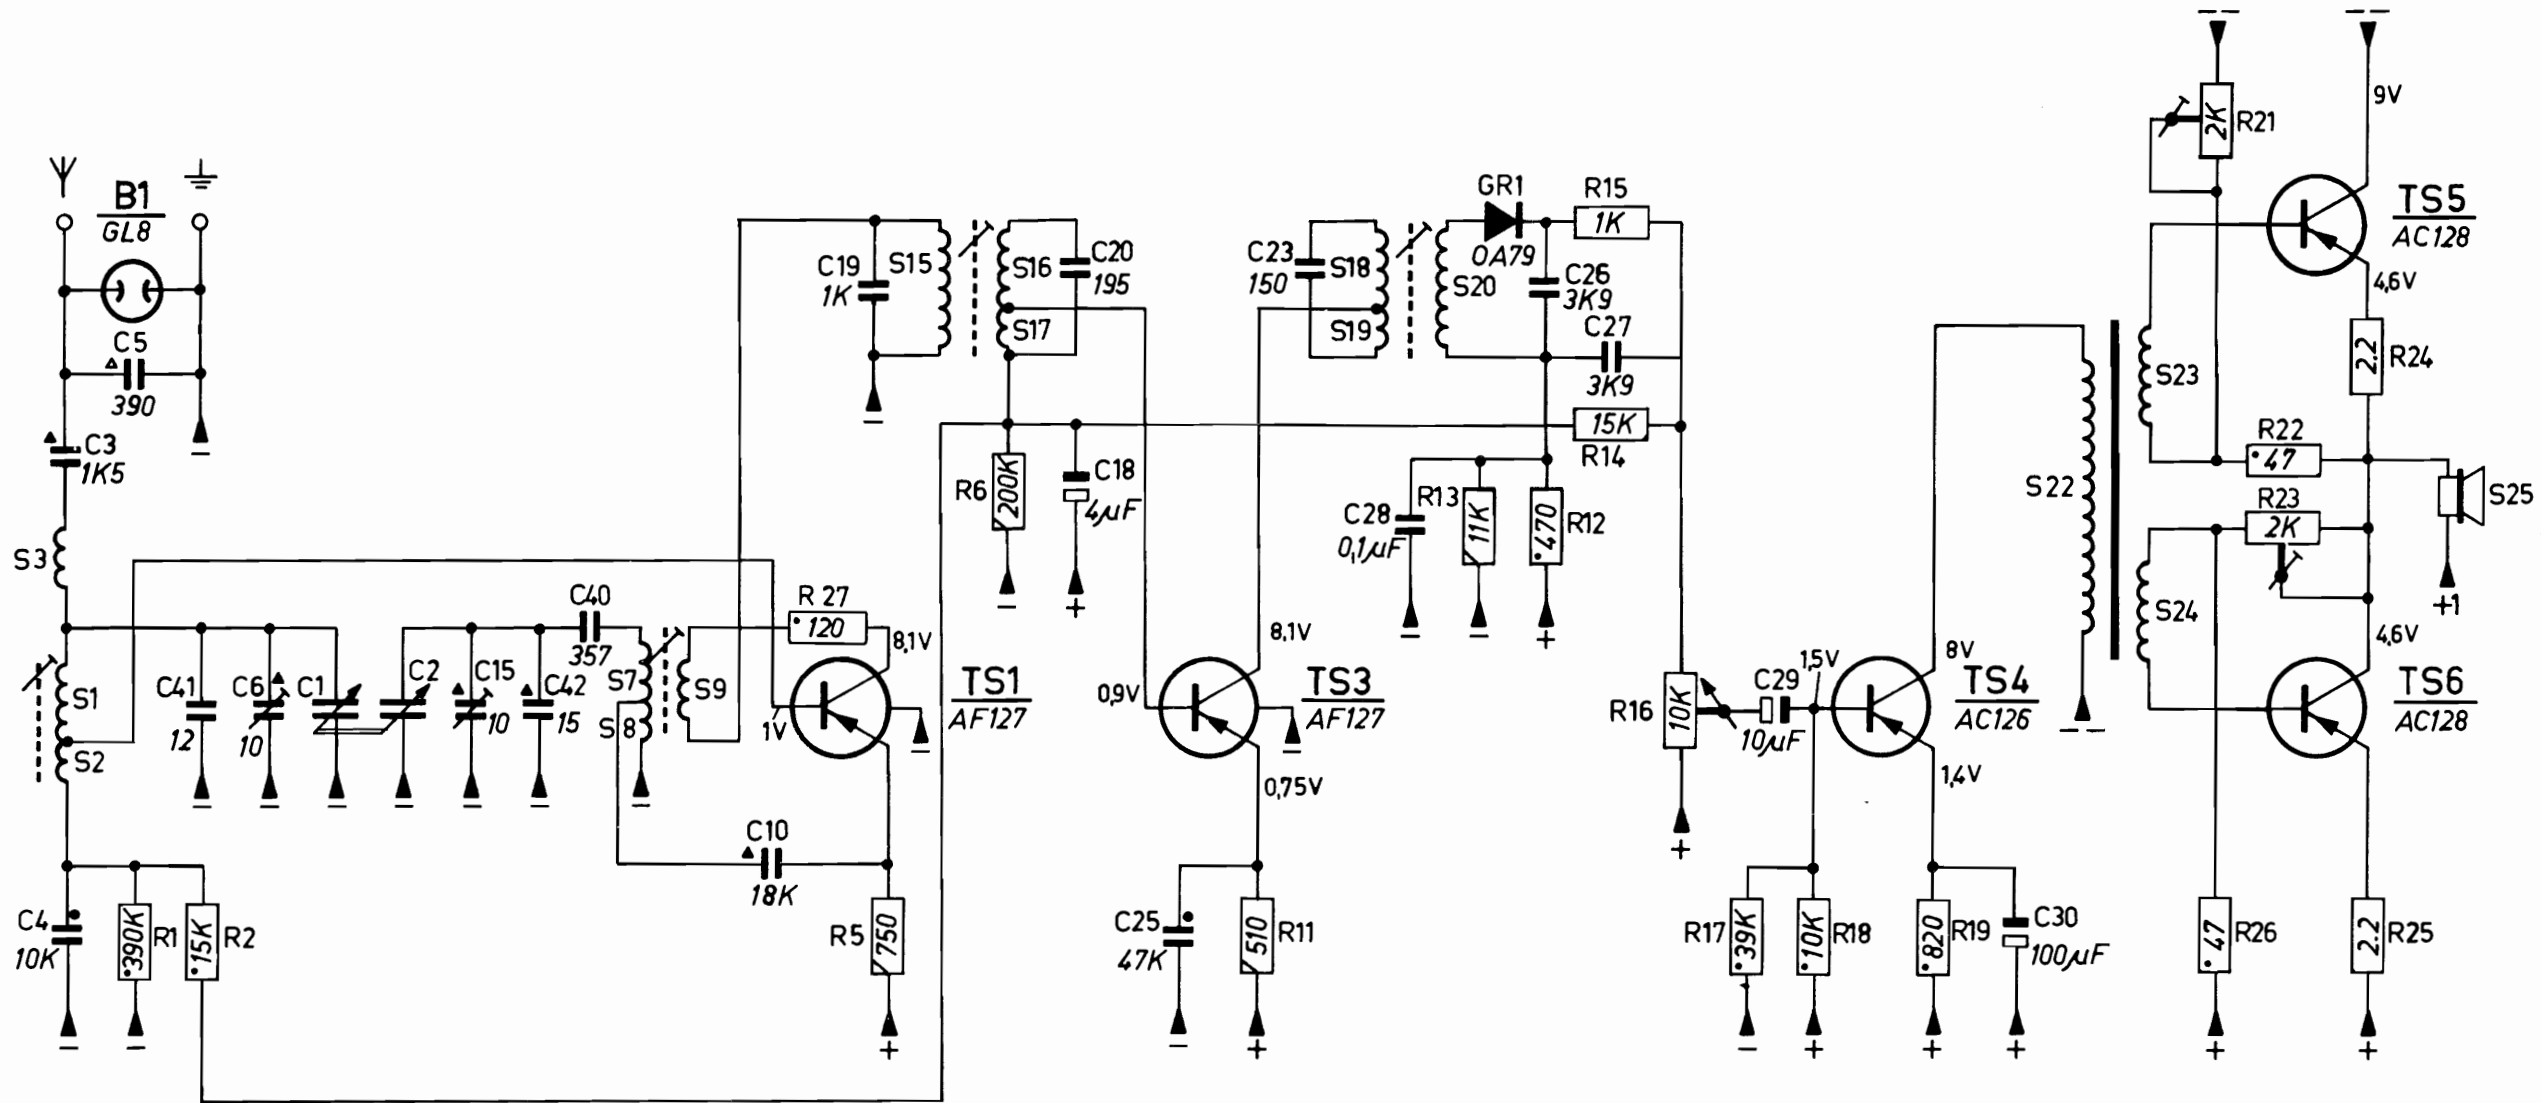 B1
GL8
C5
390
C3
1K5
S3
S1
S2
C41
12
C6
10
C1
C2
C15
10
C42
15
C40
357
S7
S8
S9
R 27
120
8,1V
1V
TS1
AF127
C10
18K
R5
750
+
C4
10K
R1
390K
R2
15K
C19
1K
S15
S16
S17
C20
195
R6
200K
C18
4µF
+
0,9V
8,1V
TS3
AF127
0,75V
C25
47K
R11
510
+
C23
150
S18
S19
S20
GR1
OA79
R15
1K
C26
3K9
C27
3K9
15K
R14
C28
0,1µF
R13
11K
R12
470
+
R16
10K
+
C29
10µF
1,5V
8V
TS4
AC126
1,4V
R17
39K
R18
10K
+
R19
820
+
C30
100µF
+
S22
S23
S24
R21
2K
9V
TS5
AC128
4,6V
R24
2.2
R22
47
R23
2K
S25
+1
4,6V
TS6
AC128
R26
47
+
R25
2.2
+